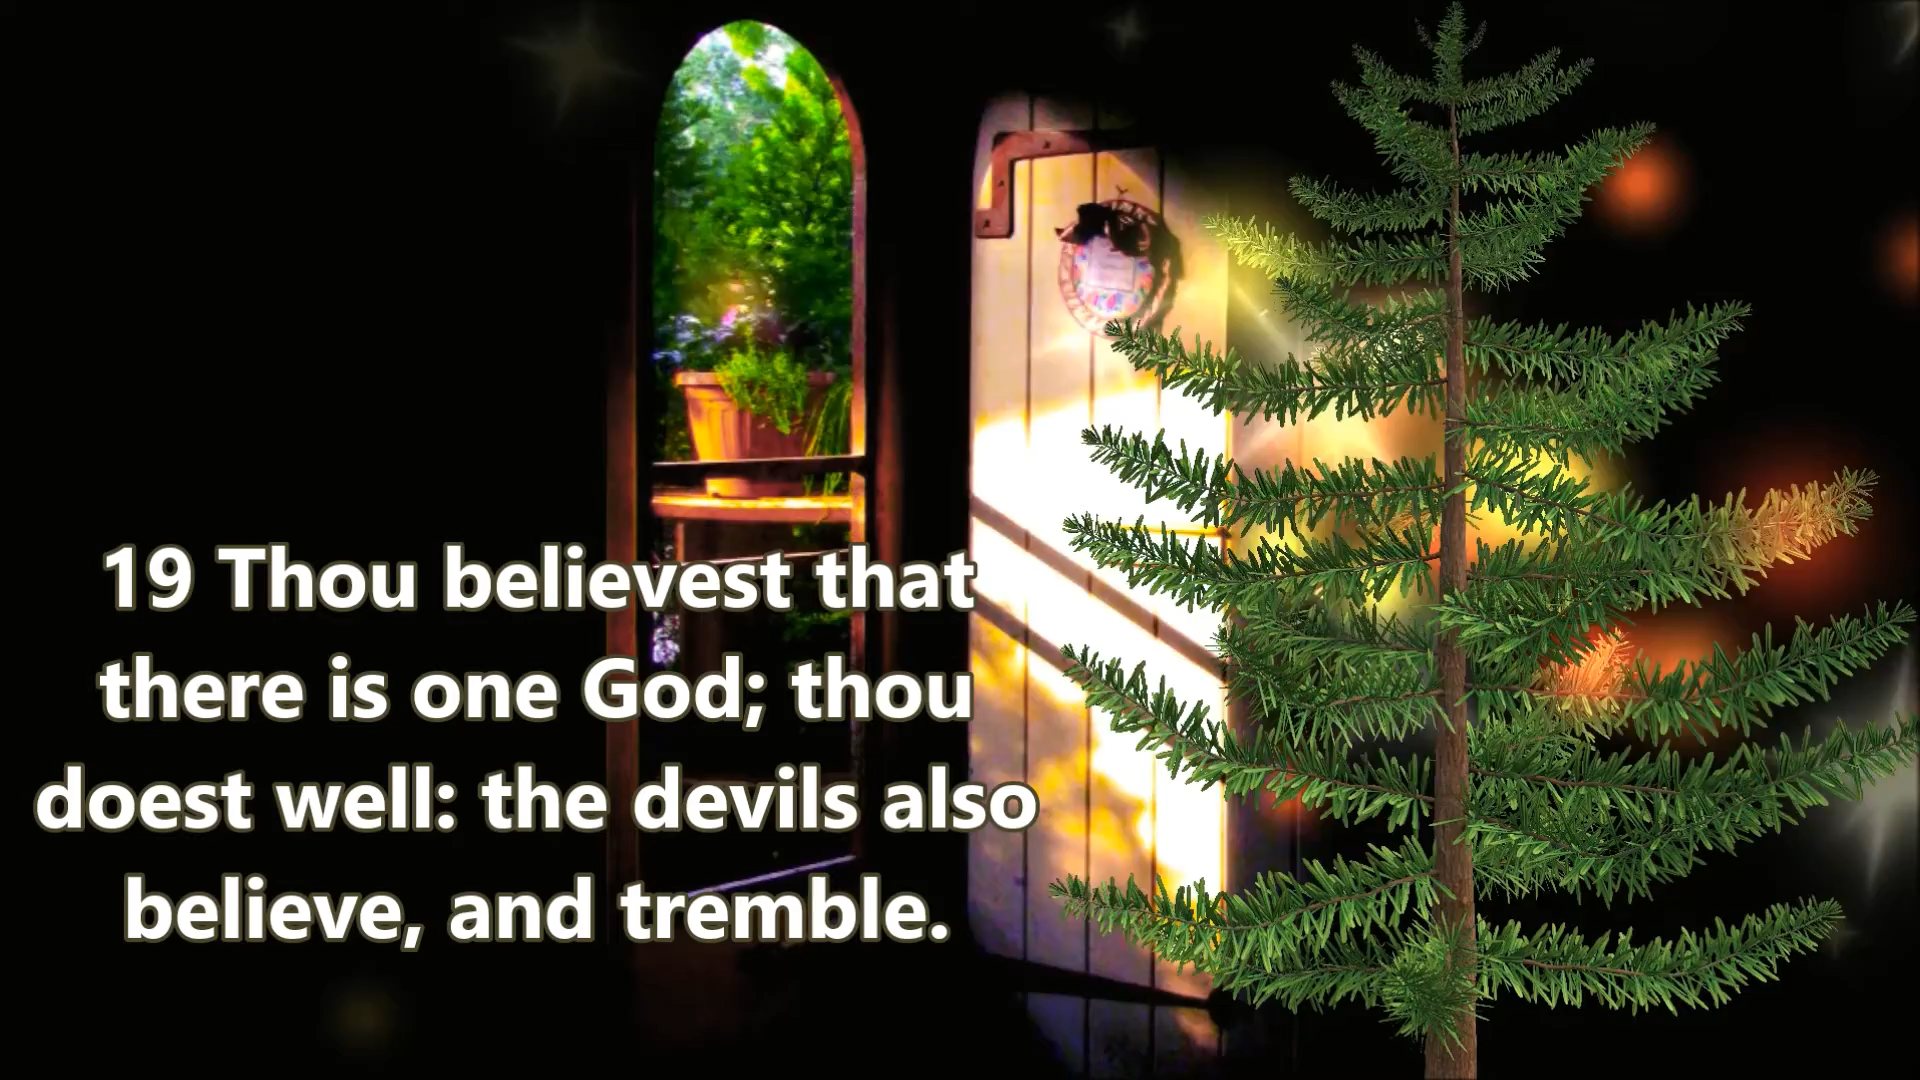 19 Thou believest that
there is one God; thou
doest well: the devils also
believe, and tremble.